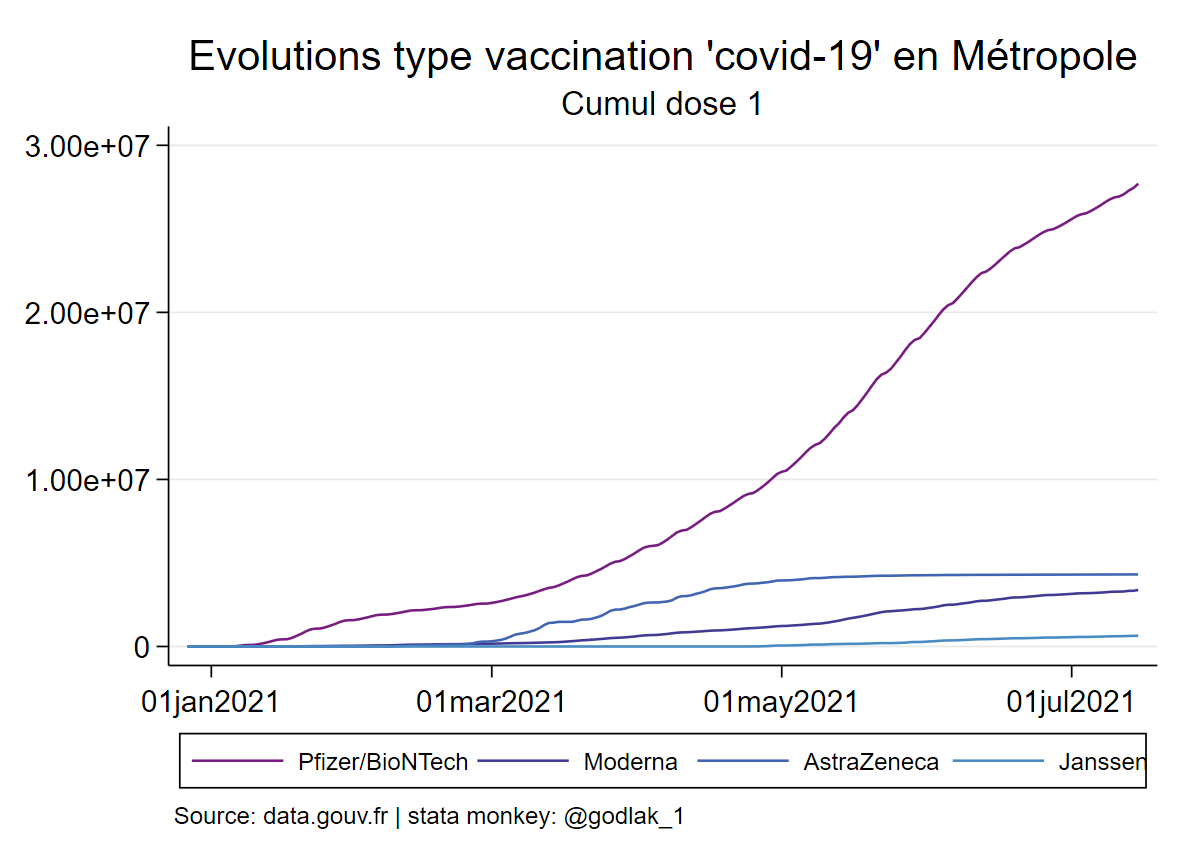 Evolutions type vaccination 'covid-19' en Métropole
Cumul dose 1
3.00e+07
2.00e+07
1.00e+07
0
01jan2021 01mar2021 01may2021 01jul2021
Pfizer/BioNTech Moderna AstraZeneca Janssen
Source: data.gouv.fr | stata monkey: @godlak_1